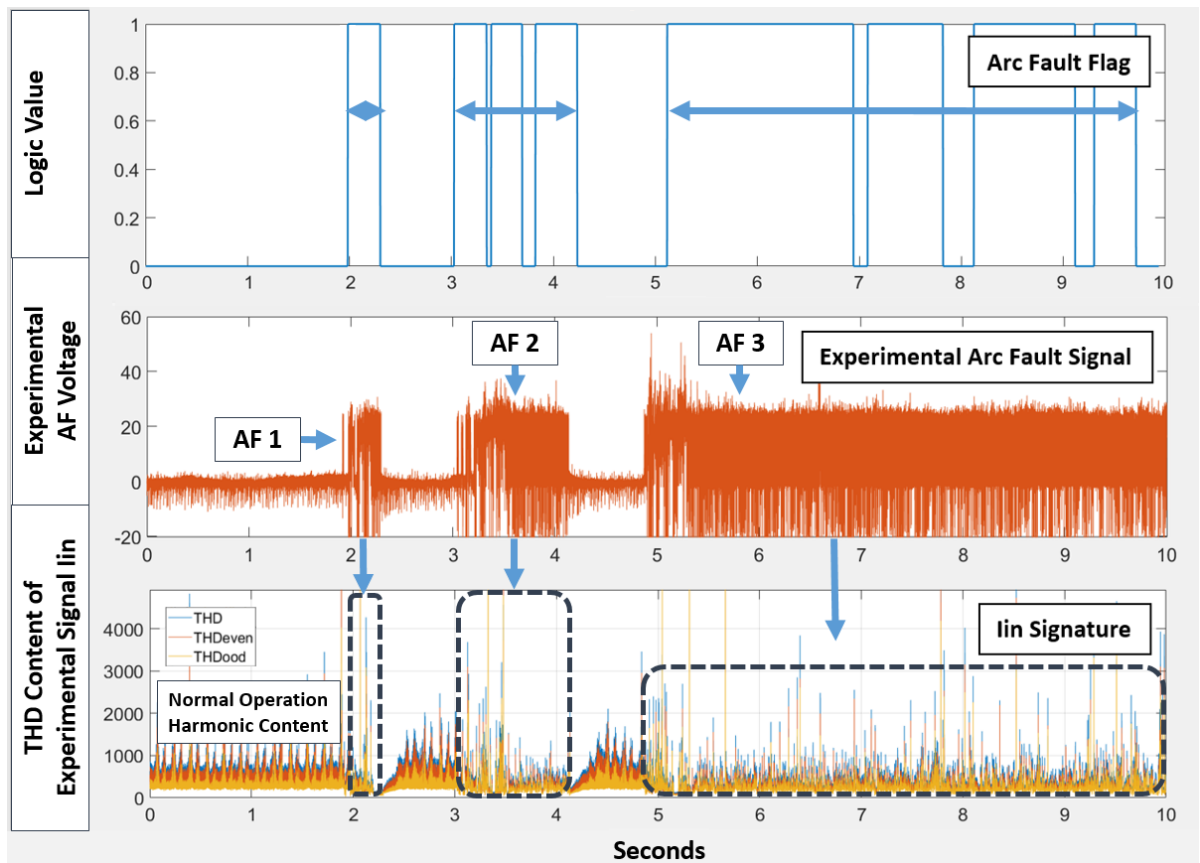 Logic Value
1
0.8
0.6
0.4
0.2
0
Arc Fault Flag
0 1 2 3 4 5 6 7 8 9 10
Experimental
AF Voltage
60
40
20
0
-20
AF 1
AF 2
AF 3
Experimental Arc Fault Signal
0 1 2 3 4 5 6 7 8 9 10
THD Content of
Experimental Signal Iin
4000
3000
2000
1000
0
THD
THDeven
THDood
Normal Operation
Harmonic Content
Iin Signature
0 1 2 3 4 5 6 7 8 9 10
Seconds